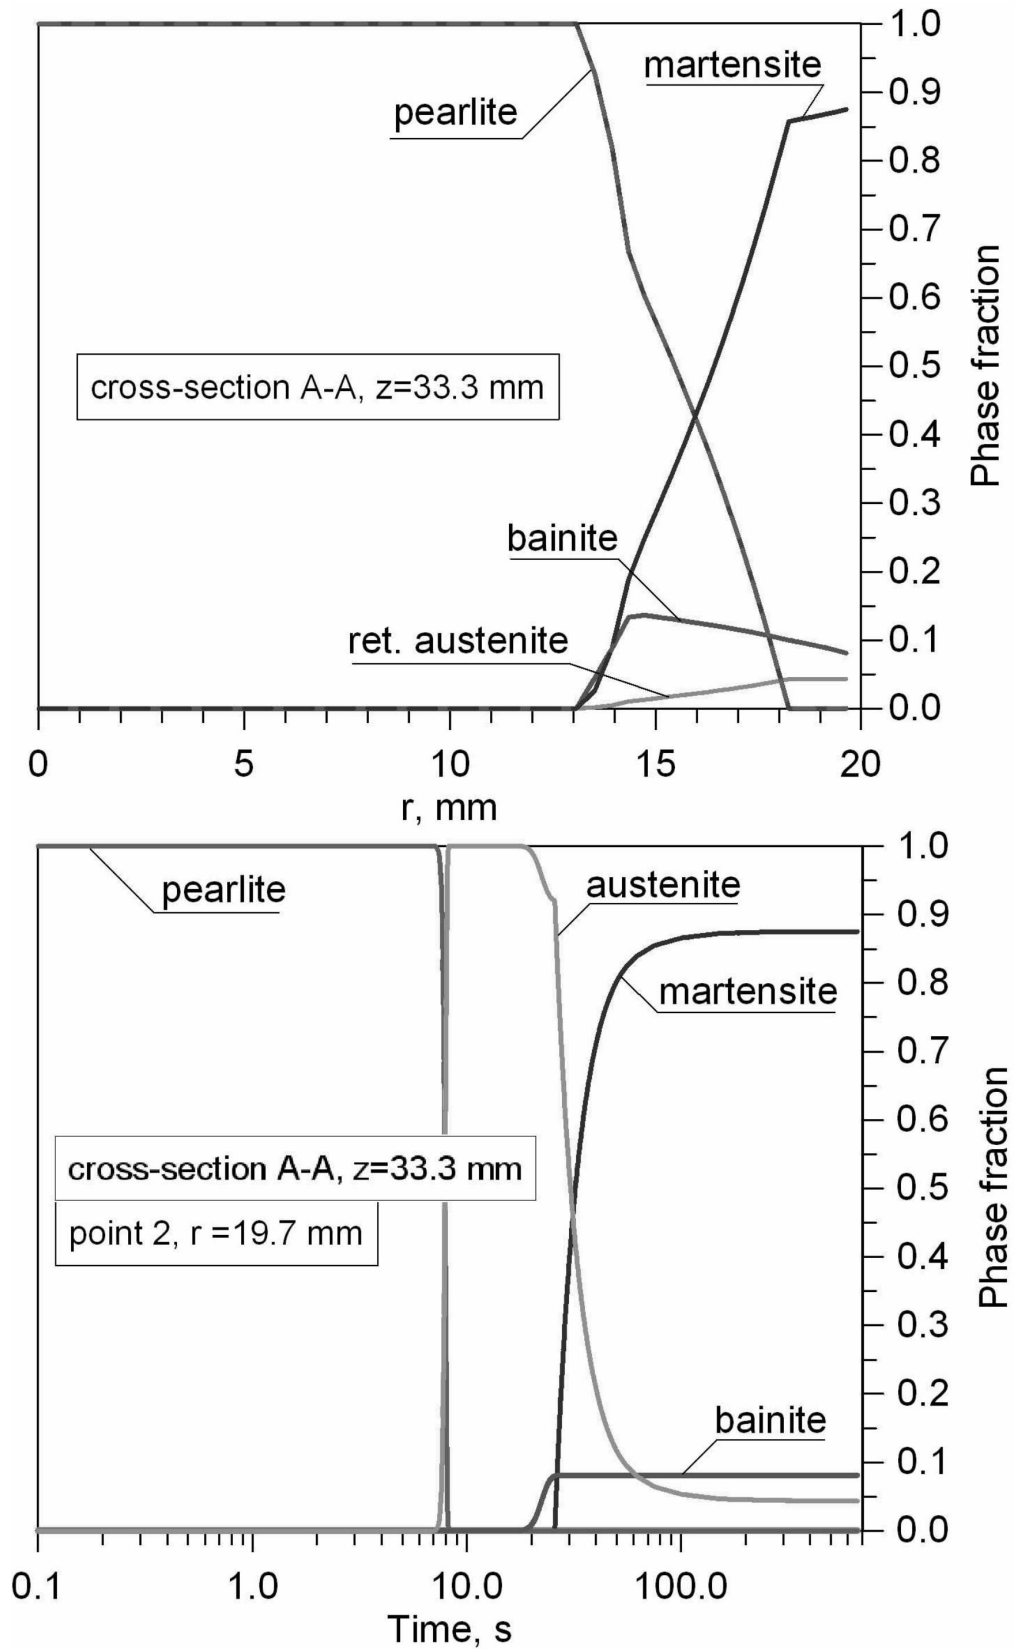 1.0
martensite
0.9
pearlite
0.8
0.7
0.6
0.5
cross-section A-A, z=33.3 mm
0.4
0.3
bainite
0.2
ret. austenite
0.1
0.0
Phase fraction
0 5 10 15 20
r, mm
1.0
pearlite
austenite
0.9
martensite
0.8
0.7
0.6
cross-section A-A, z=33.3 mm
0.5
point 2, r =19.7 mm
0.4
0.3
0.2
bainite
0.1
0.0
Phase fraction
0.1 1.0 10.0 100.0
Time, s